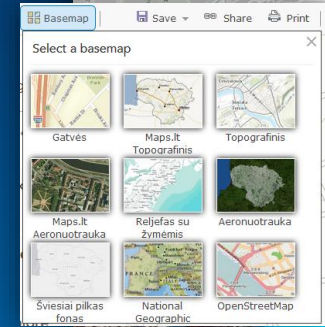 Basemap
Save
Share
Print
Select a basemap
Gatvės
Maps.lt
Topografinis
Topografinis
Maps.lt
Aeronuotrauka
Reljefas su
žymėmis
Aeronuotrauka
Šviesiai pilkas
fonas
National
Geographic
OpenStreetMap
FRANCE